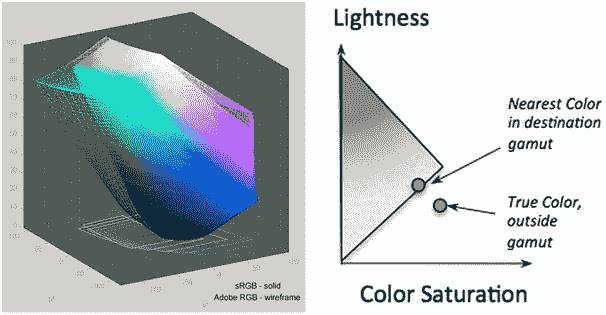 sRGB - solid
Adobe RGB - wireframe
Lightness
Nearest Color
in destination
gamut
True Color,
outside
gamut
Color Saturation